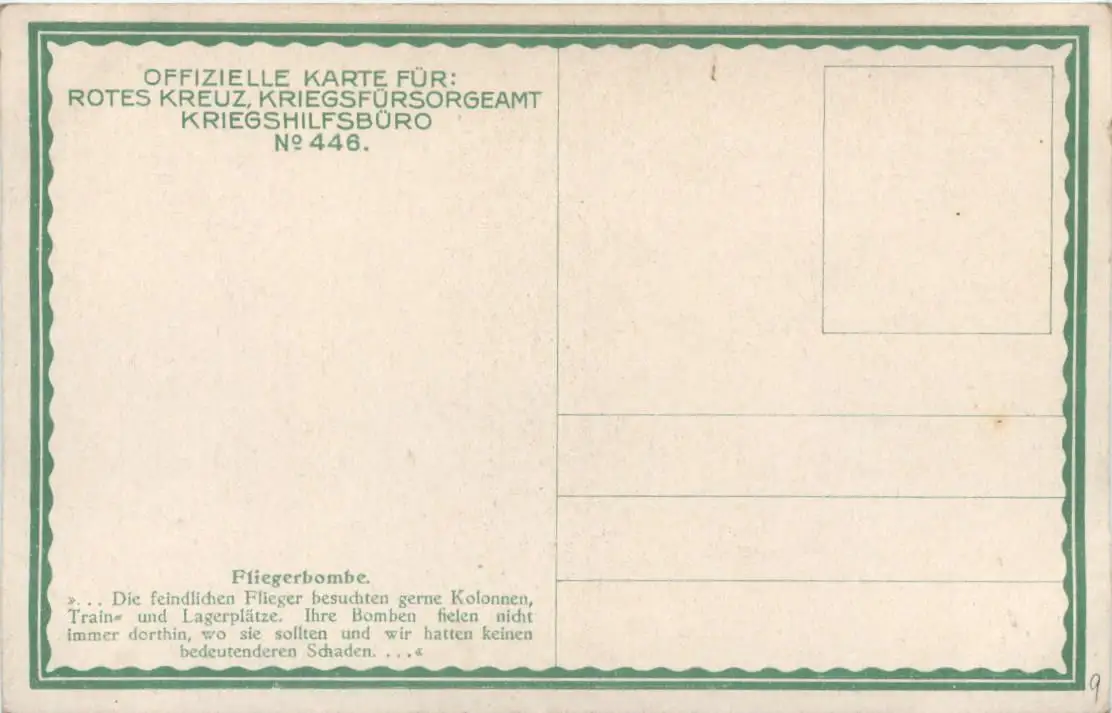 OFFIZIELLE KARTE FÜR:
ROTES KREUZ, KRIEGSFÜRSORGEAMT
KRIEGSHILFSBÜRO
Nº 446.
Fliegerbombe.
»... Die feindlichen Flieger besuchten gerne Kolonnen,
Train- und Lagerplätze. Ihre Bomben fielen nicht
immer dorthin, wo sie sollten und wir hatten keinen
bedeutenderen Schaden. ...«
9